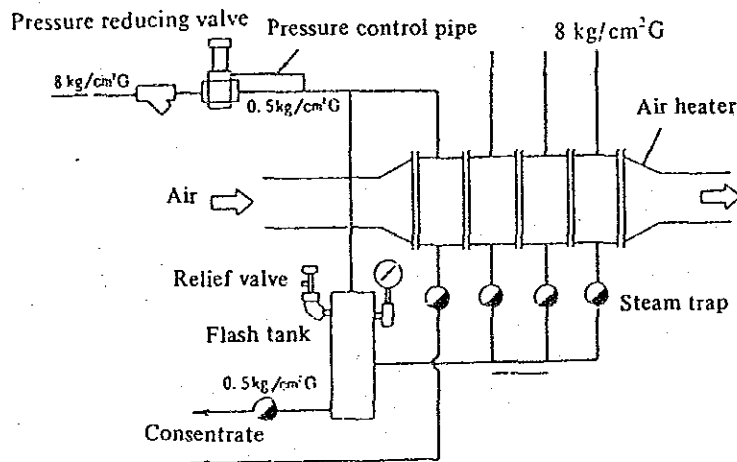 Pressure reducing valve
Pressure control pipe
8 kg/cm²G
8 kg/cm²G
0.5kg/cm²G
Air heater
Air
Relief valve
Steam trap
Flash tank
0.5kg/cm²G
Consentrate